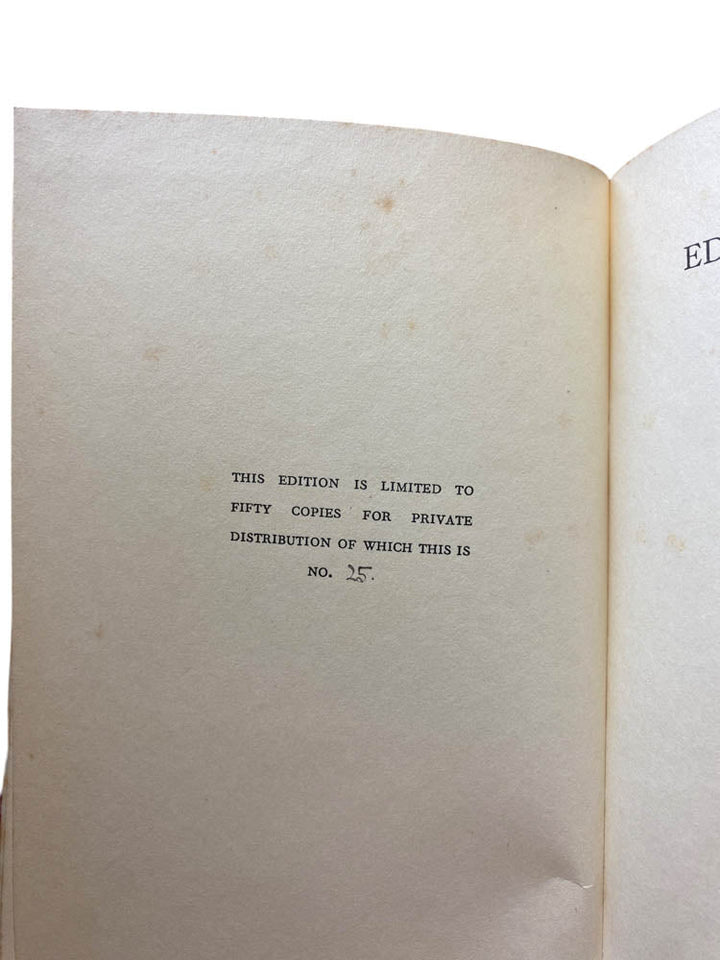 THIS EDITION IS LIMITED TO
FIFTY COPIES FOR PRIVATE
DISTRIBUTION OF WHICH THIS IS
NO. 25.
ED